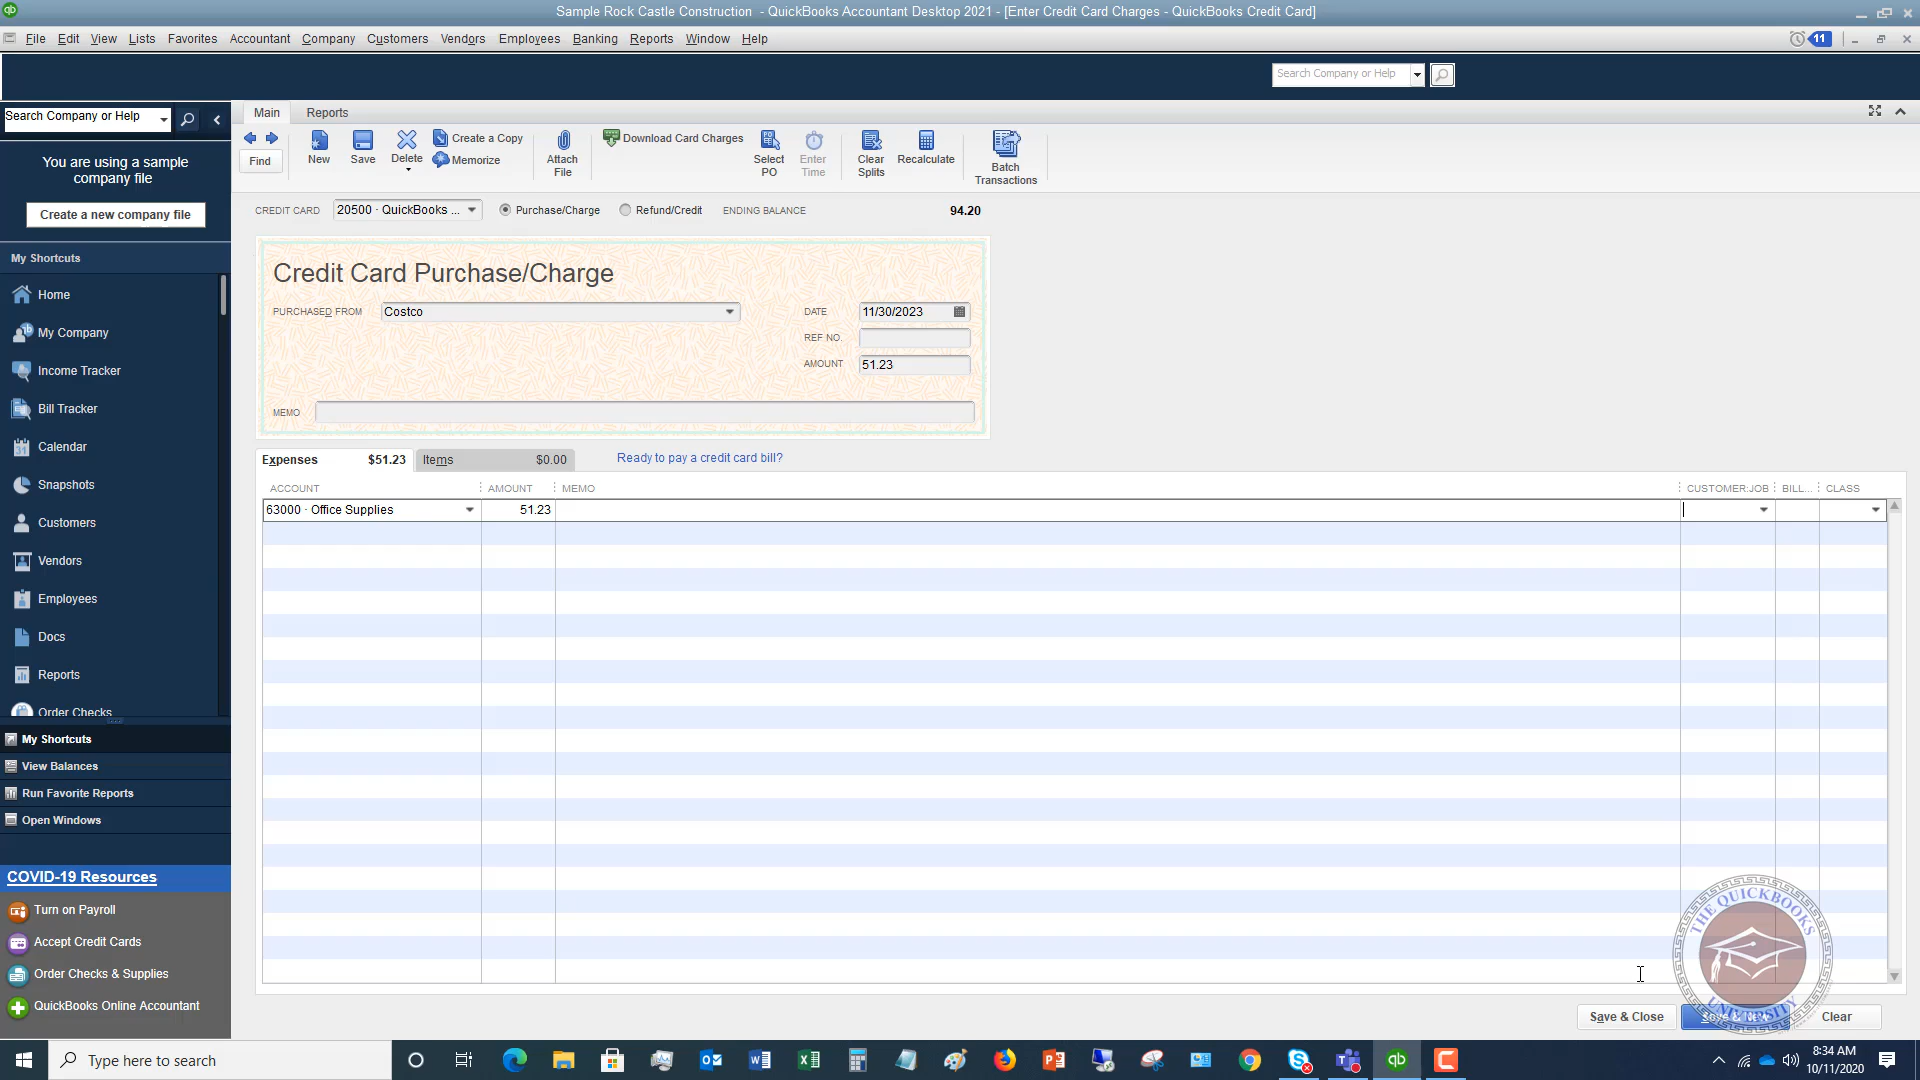 Sample Rock Castle Construction - QuickBooks Accountant Desktop 2021 - [Enter Credit Card Charges - QuickBooks Credit Card]
File Edit View Lists Favorites Accountant Company Customers Vendors Employees Banking Reports Window Help
11
Search Company or Help
Search Company or Help
Main Reports
Find
New
Save
Delete
Create a Copy
Memorize
Attach File
Download Card Charges
Select PO
Enter Time
Clear Splits
Recalculate
Batch Transactions
You are using a sample company file
Create a new company file
CREDIT CARD 20500 · QuickBooks ... Purchase/Charge Refund/Credit ENDING BALANCE 94.20
My Shortcuts
Home
My Company
Income Tracker
Bill Tracker
Calendar
Snapshots
Customers
Vendors
Employees
Docs
Reports
Order Checks
My Shortcuts
View Balances
Run Favorite Reports
Open Windows
COVID-19 Resources
Turn on Payroll
Accept Credit Cards
Order Checks & Supplies
QuickBooks Online Accountant
Credit Card Purchase/Charge
PURCHASED FROM Costco
DATE 11/30/2023
REF NO.
AMOUNT 51.23
MEMO
Expenses $51.23 Items $0.00 Ready to pay a credit card bill?
ACCOUNT AMOUNT MEMO CUSTOMER:JOB BILL... CLASS
63000 · Office Supplies 51.23
THE QUICKBOOKS UNIVERSITY
Save & Close Save & New Clear
Type here to search
8:34 AM
10/11/2020